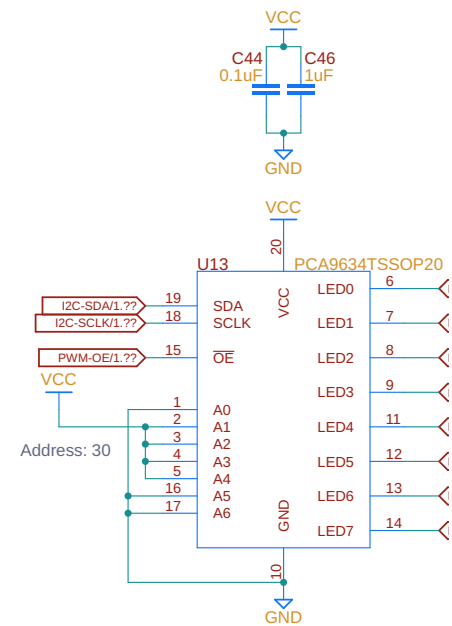 VCC
C44 C46
0.1uF 1uF
GND
VCC
20
U13 PCA9634TSSOP20
VCC
LED0 6
I2C-SDA/1.?? 19 SDA
I2C-SCLK/1.?? 18 SCLK
LED1 7
PWM-OE/1.?? 15 OE
LED2 8
VCC
LED3 9
1 A0
2 A1
LED4 11
3 A2
Address: 30
4 A3
LED5 12
5 A4
16 A5
LED6 13
17 A6
GND
LED7 14
10
GND